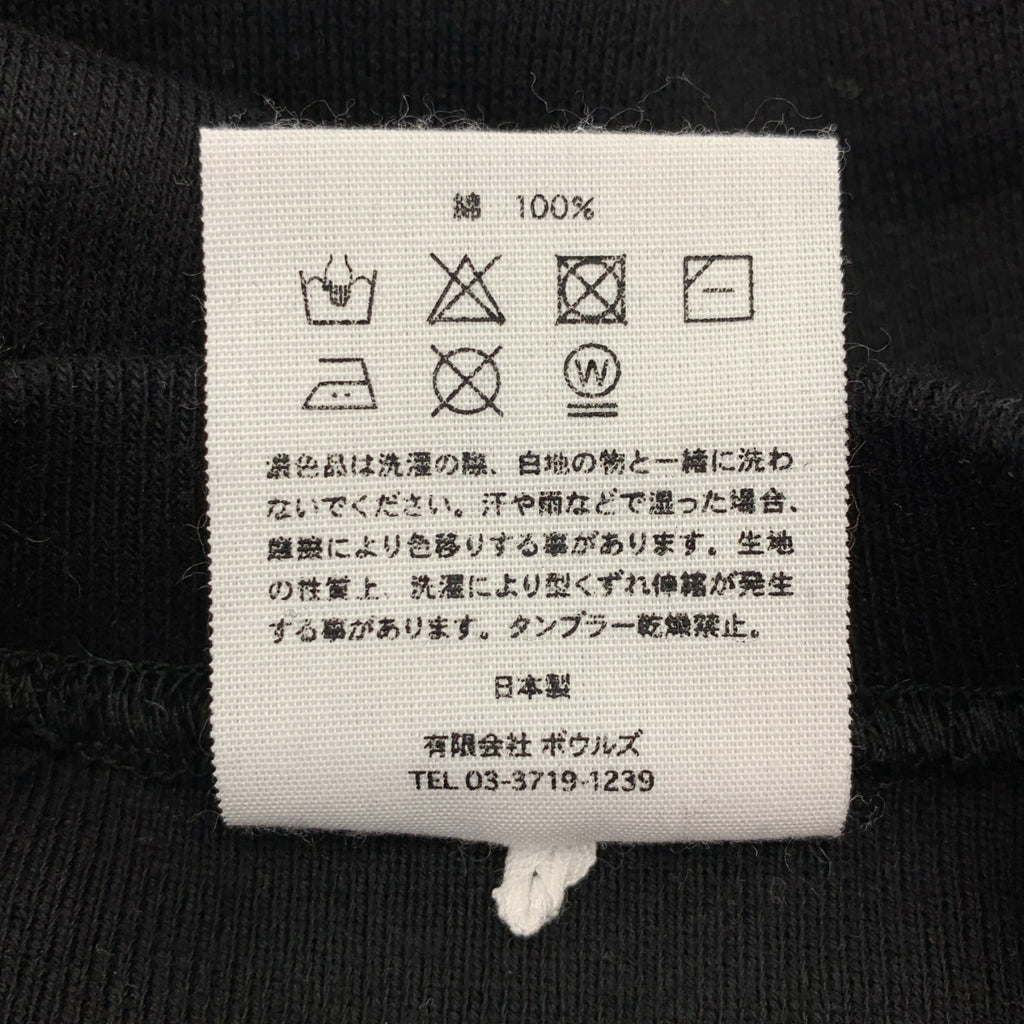 綿 100%
W
濃色品は洗濯の際、白地の物と一緒に洗わ
ないでください。汗や雨などで湿った場合、
摩擦により色移りする事があります。生地
の性質上、洗濯により型くずれ伸縮が発生
する事があります。タンブラー乾燥禁止。
日本製
有限会社 ボウルズ
TEL 03-3719-1239